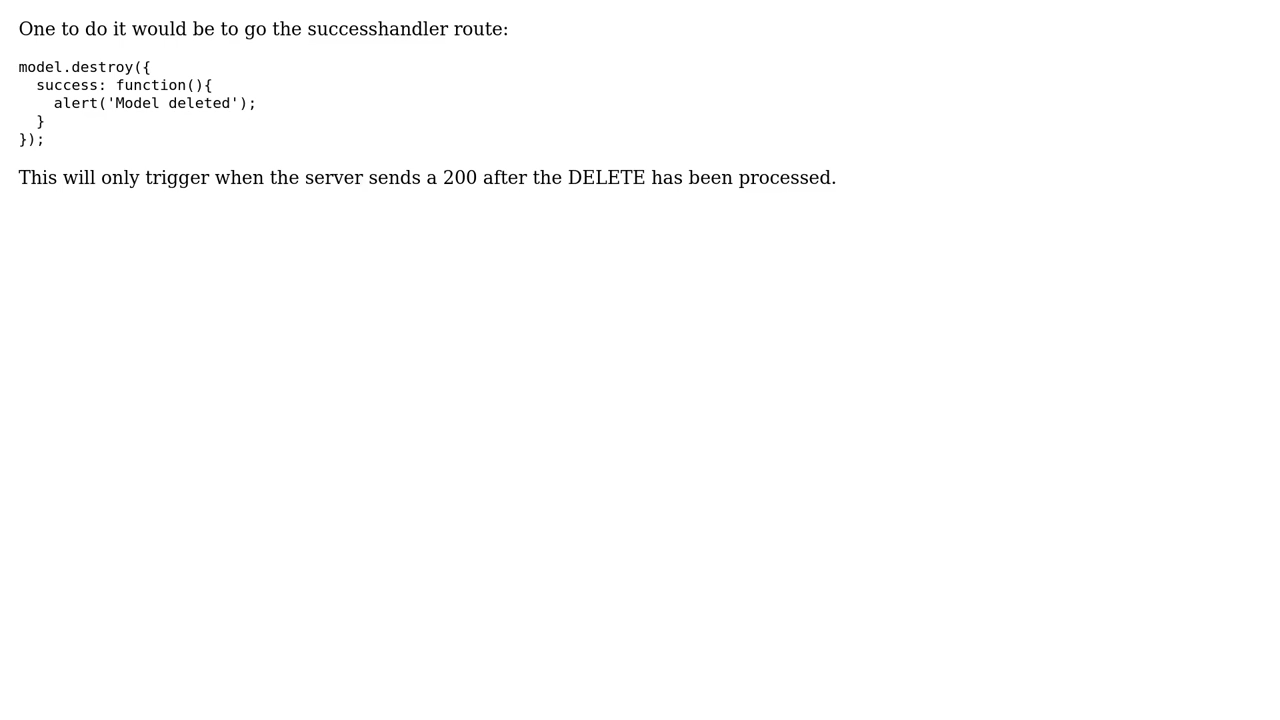 One to do it would be to go the successhandler route:
model.destroy({
  success: function(){
    alert('Model deleted');
  }
});
This will only trigger when the server sends a 200 after the DELETE has been processed.